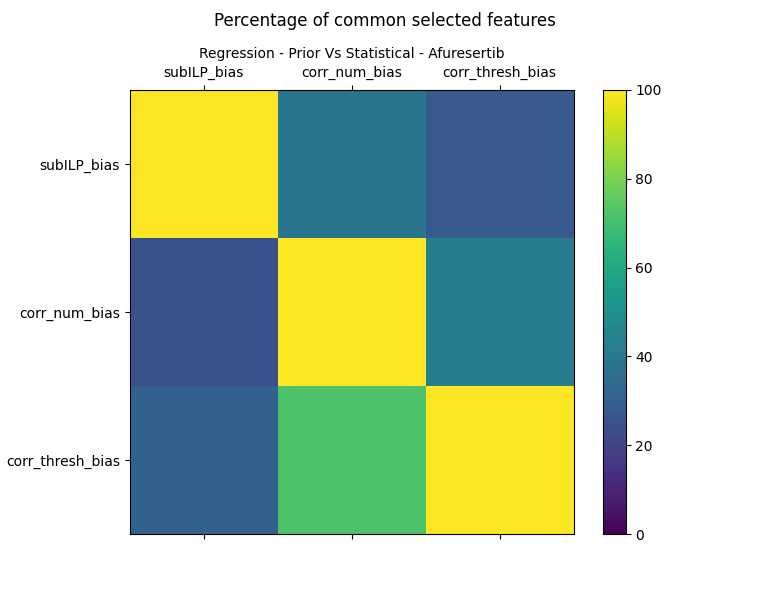 Percentage of common selected features
Regression - Prior Vs Statistical - Afuresertib
subILP_bias corr_num_bias corr_thresh_bias
subILP_bias
corr_num_bias
corr_thresh_bias
100
80
60
40
20
0